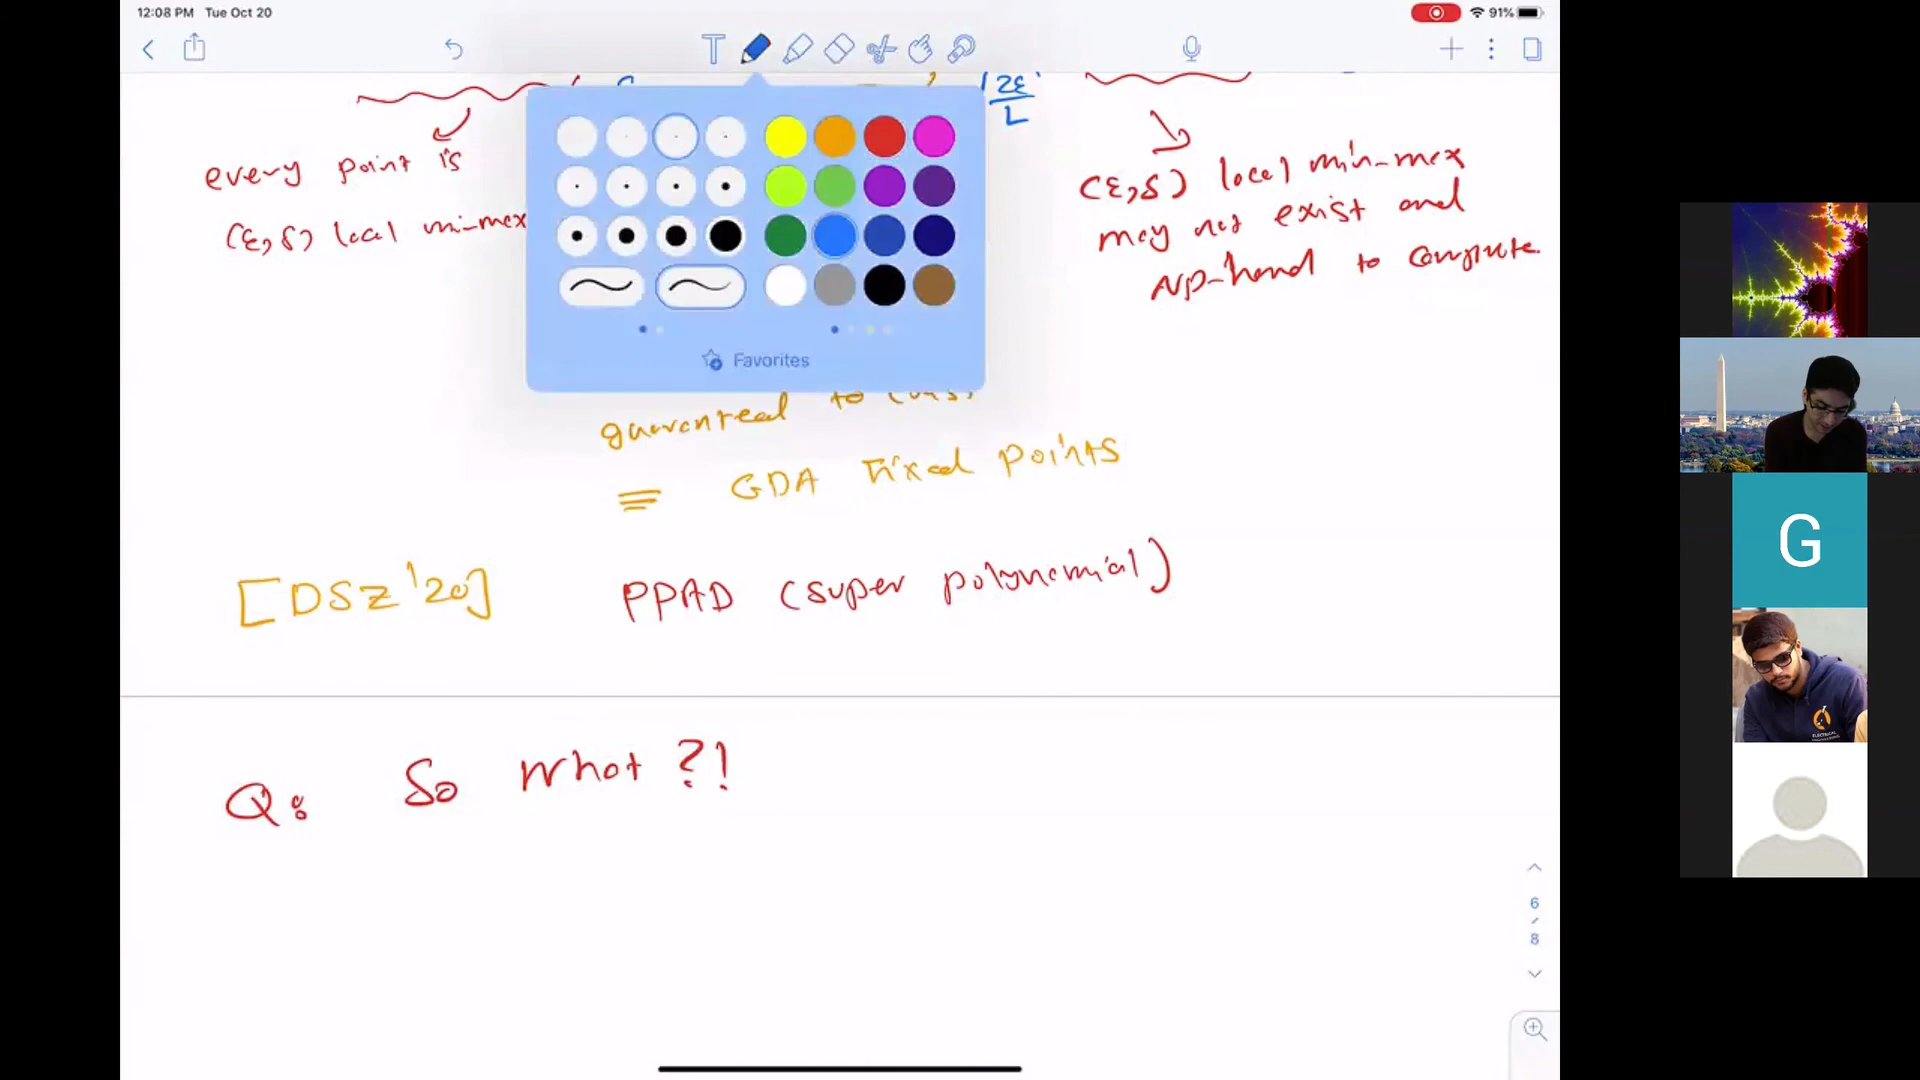 12:08 PM Tue Oct 20
91%
T
2ε
L
every point is
(ε,δ) local mi-max
(ε,δ) local min-max
may not exist and
NP-hard to compute.
Favorites
guaranteed to
≡ GDA Fixed Points
[DSZ '20] PPAD (super polynomial)
Q: So what ?!
6
/
8
G